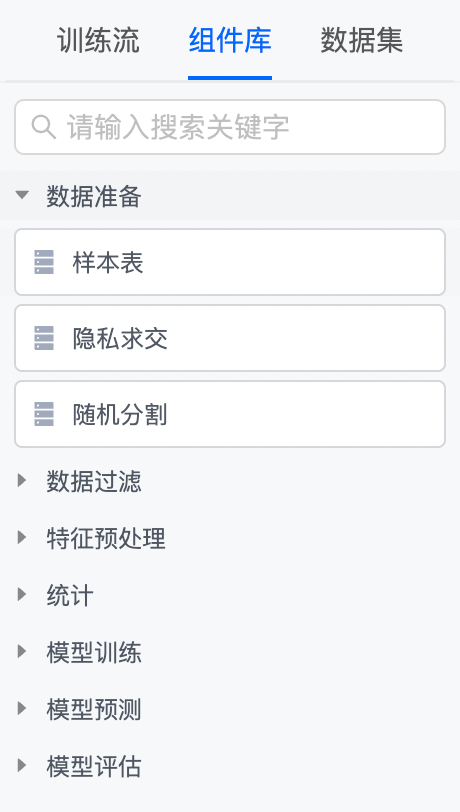 训练流 组件库 数据集
请输入搜索关键字
数据准备
样本表
隐私求交
随机分割
数据过滤
特征预处理
统计
模型训练
模型预测
模型评估